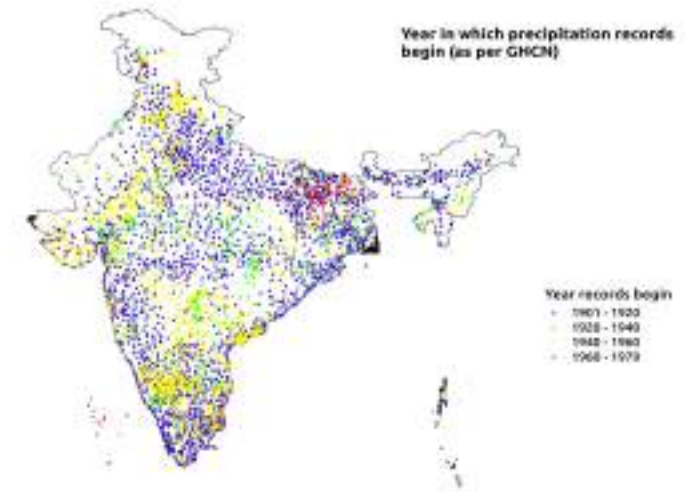 Year in which precipitation records
begin (as per GHCN)
Year records begin
1901 - 1920
1920 - 1940
1940 - 1960
1960 - 1970